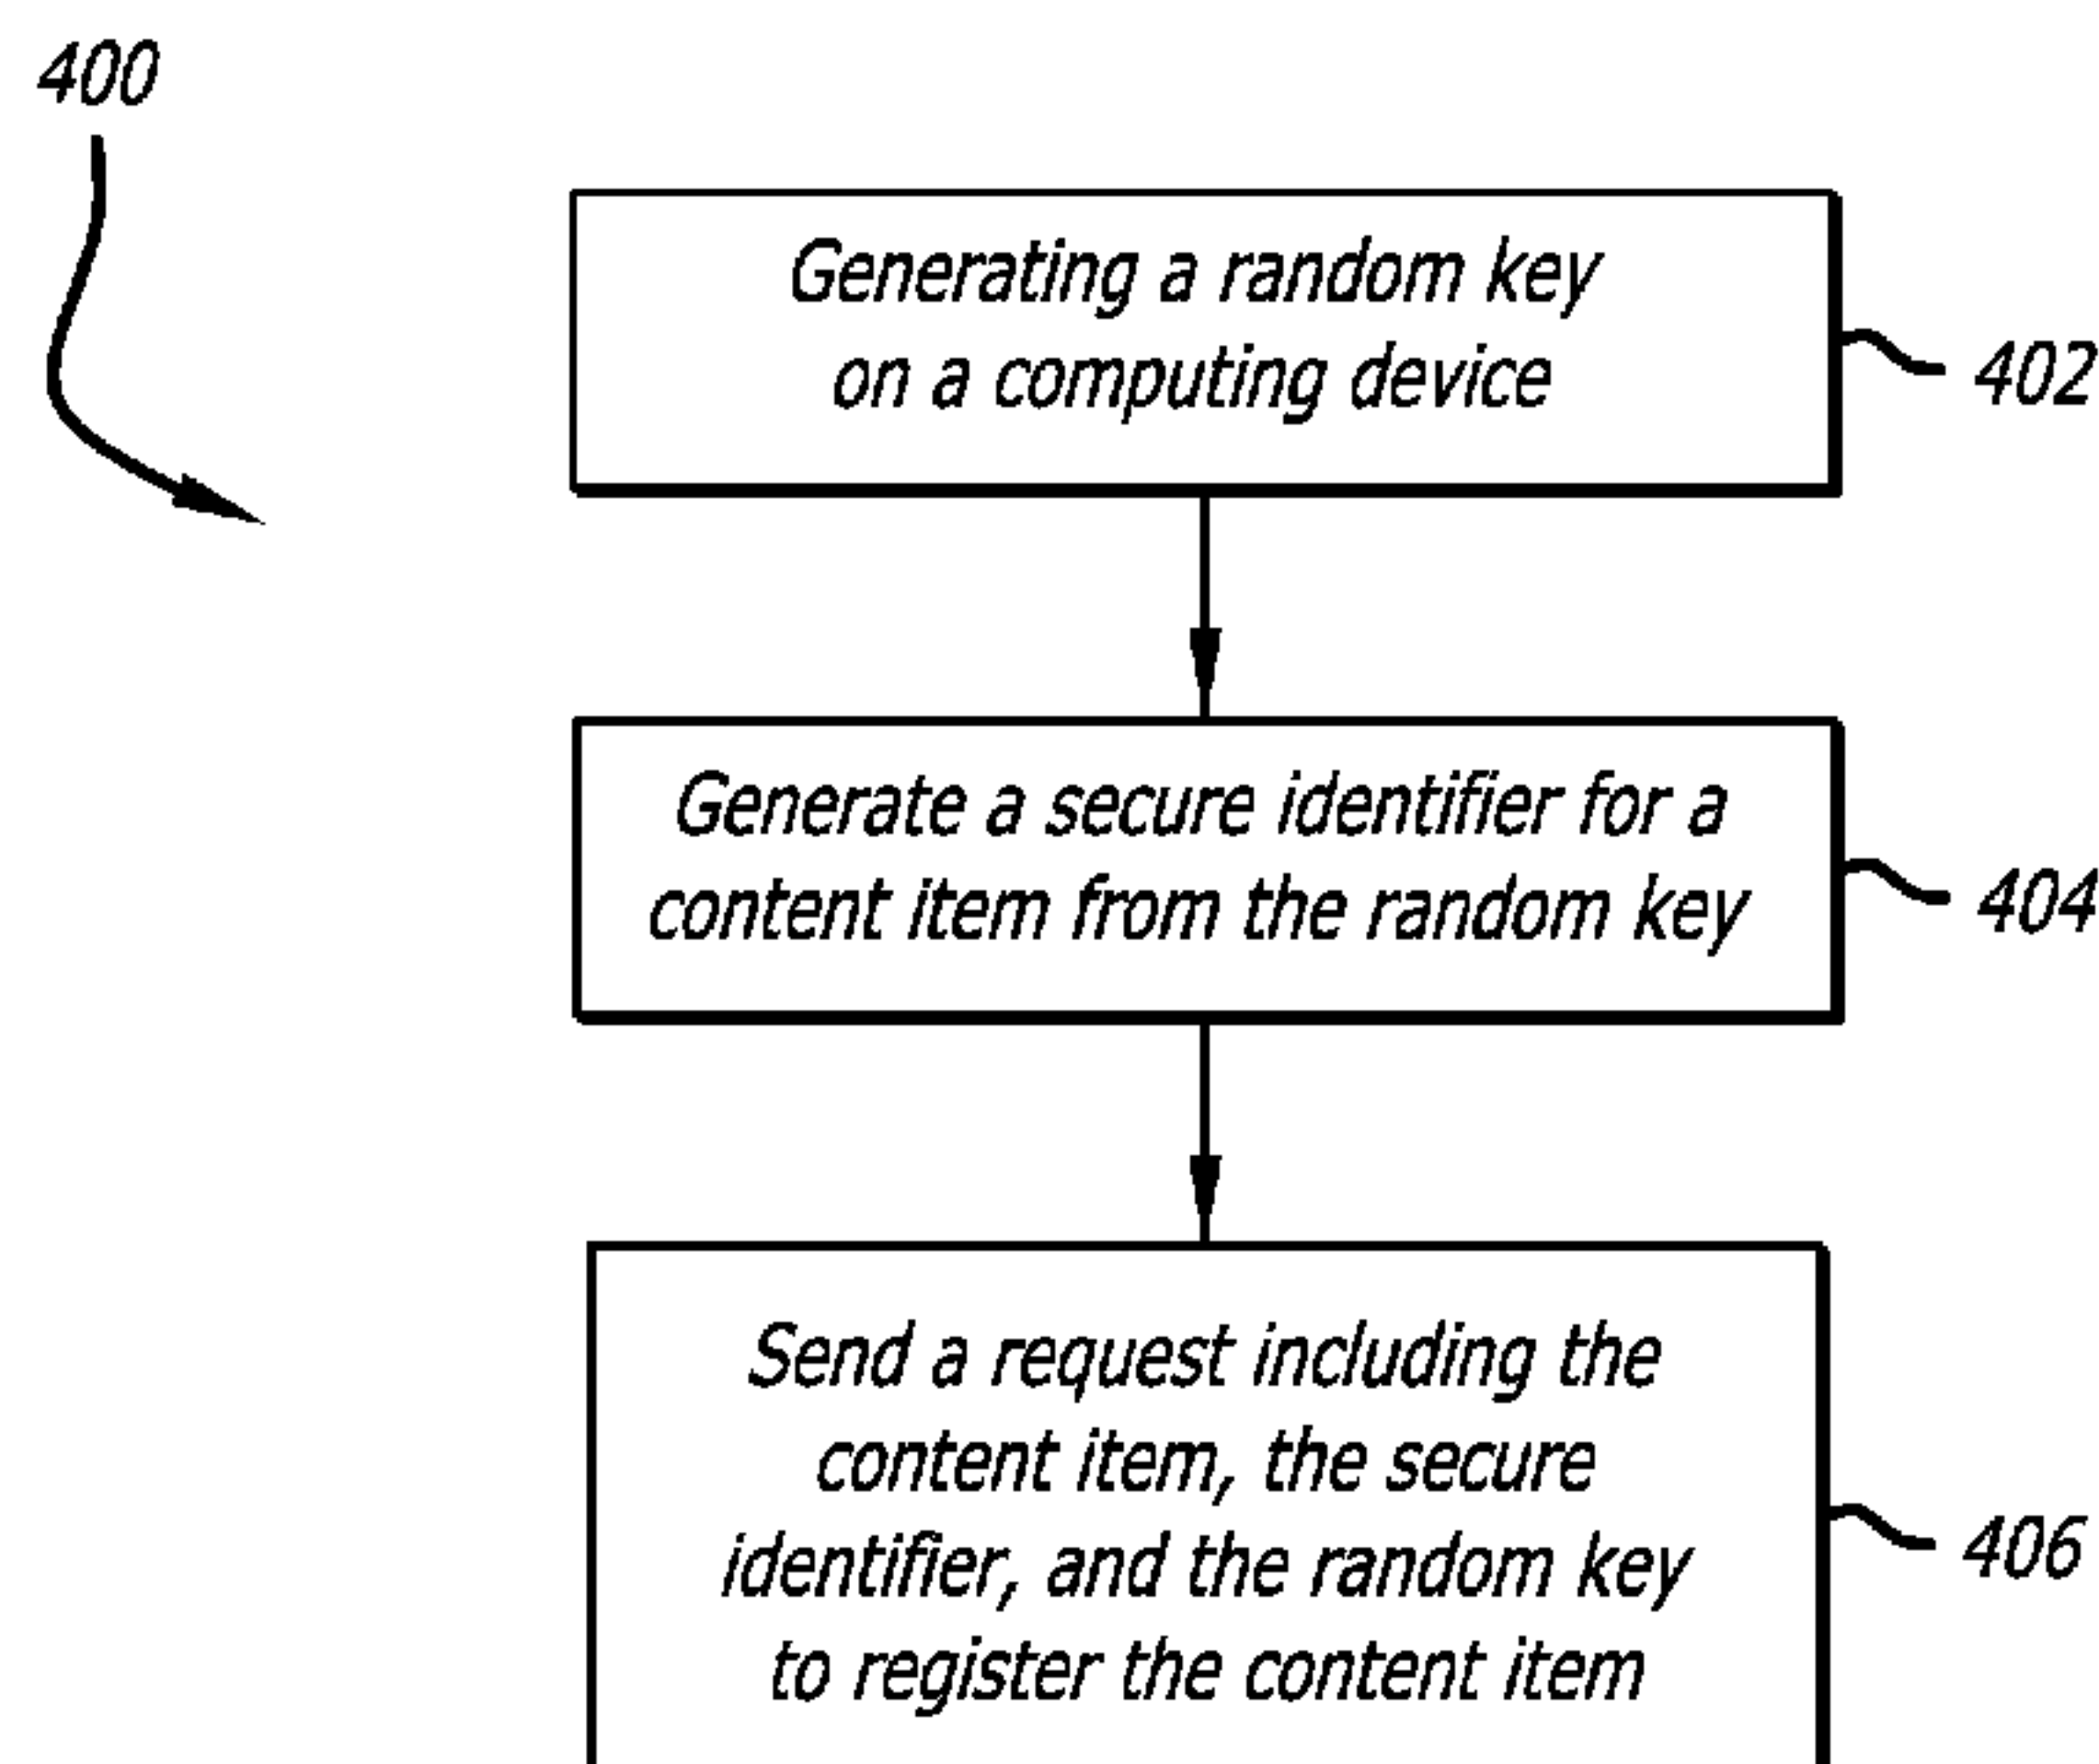 400
Generating a random key
on a computing device
402
Generate a secure identifier for a
content item from the random key
404
Send a request including the
content item, the secure
identifier, and the random key
to register the content item
406